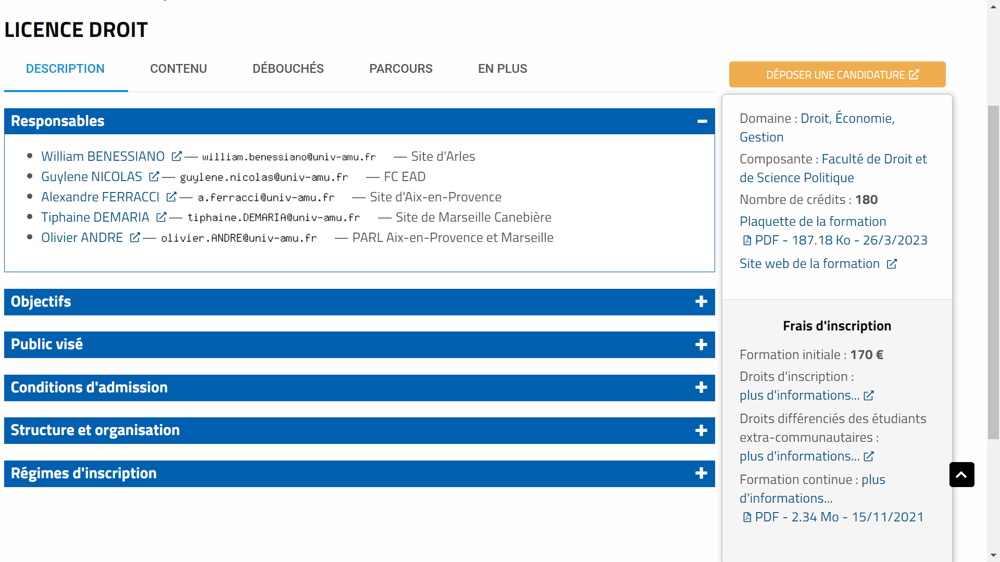 LICENCE DROIT
DESCRIPTION
CONTENU
DÉBOUCHÉS
PARCOURS
EN PLUS
Responsables
William BENESSIANO — william.benessiano@univ-amu.fr — Site d'Arles
Guylene NICOLAS — guylene.nicolas@univ-amu.fr — FC EAD
Alexandre FERRACCI — a.ferracci@univ-amu.fr — Site d'Aix-en-Provence
Tiphaine DEMARIA — tiphaine.DEMARIA@univ-amu.fr — Site de Marseille Canebière
Olivier ANDRE — olivier.ANDRE@univ-amu.fr — PARL Aix-en-Provence et Marseille
Objectifs
Public visé
Conditions d'admission
Structure et organisation
Régimes d'inscription
DÉPOSER UNE CANDIDATURE
Domaine : Droit, Économie,
Gestion
Composante : Faculté de Droit et
de Science Politique
Nombre de crédits : 180
Plaquette de la formation
PDF - 187.18 Ko - 26/3/2023
Site web de la formation
Frais d'inscription
Formation initiale : 170 €
Droits d'inscription :
plus d'informations...
Droits différenciés des étudiants
extra-communautaires :
plus d'informations...
Formation continue : plus
d'informations...
PDF - 2.34 Mo - 15/11/2021